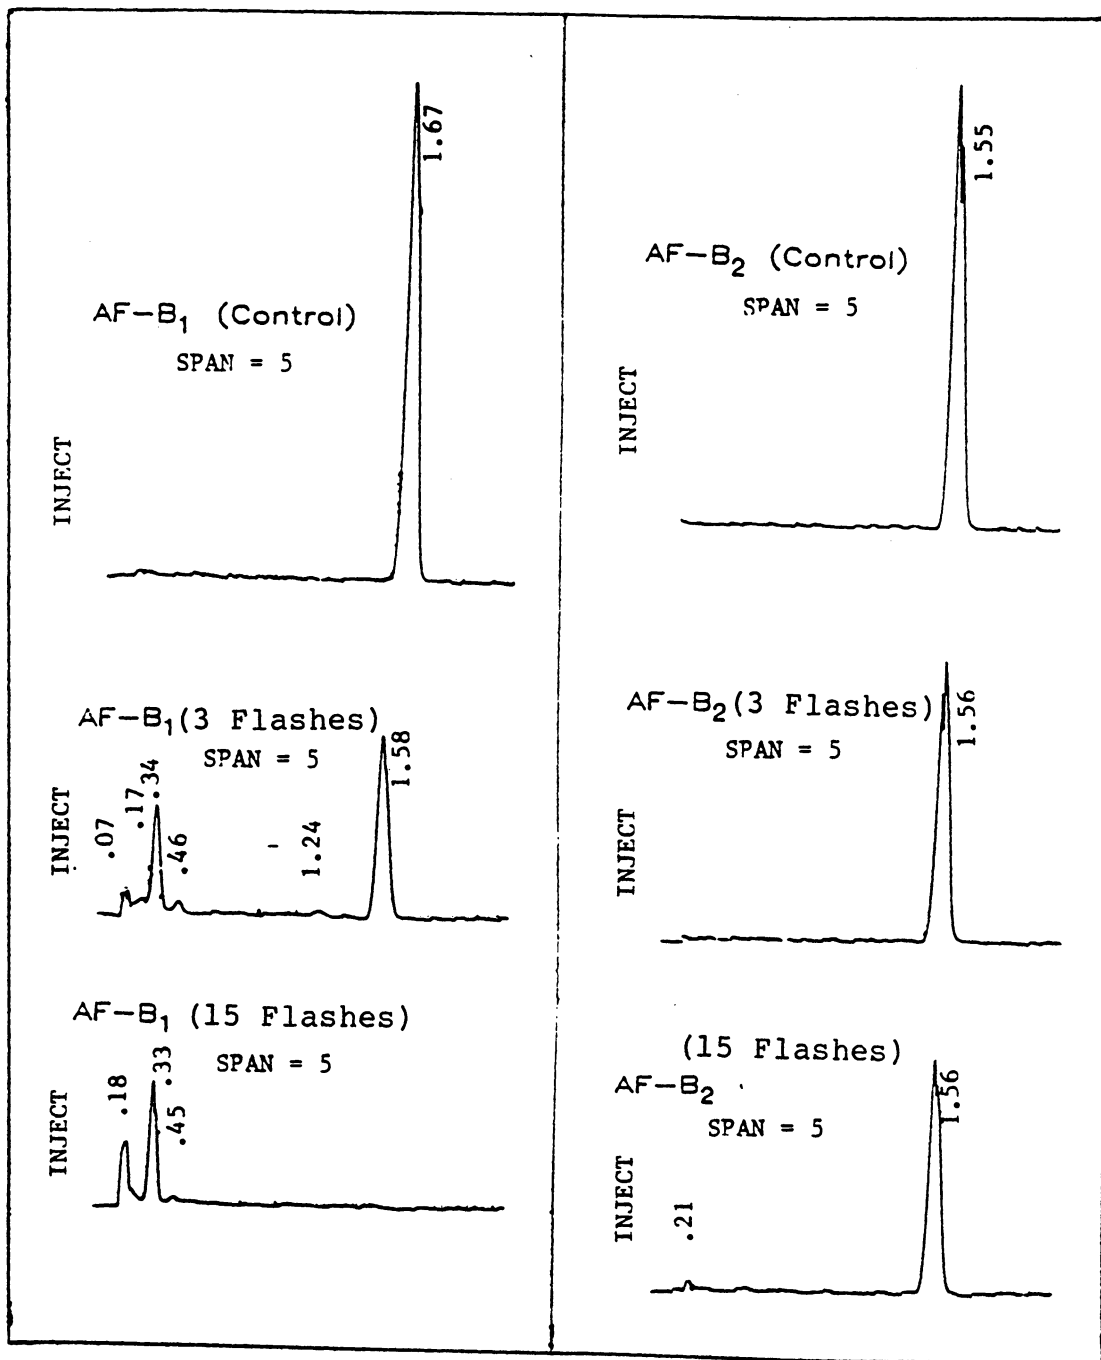 1.67
AF-B₁ (Control)
SPAN = 5
INJECT
AF-B₁ (3 Flashes)
SPAN = 5
INJECT
.07
.17
.34
.46
1.24
1.58
AF-B₁ (15 Flashes)
SPAN = 5
INJECT
.18
.33
.45
1.55
AF-B₂ (Control)
SPAN = 5
INJECT
AF-B₂ (3 Flashes)
1.56
SPAN = 5
INJECT
(15 Flashes)
AF-B₂
1.56
SPAN = 5
INJECT
.21